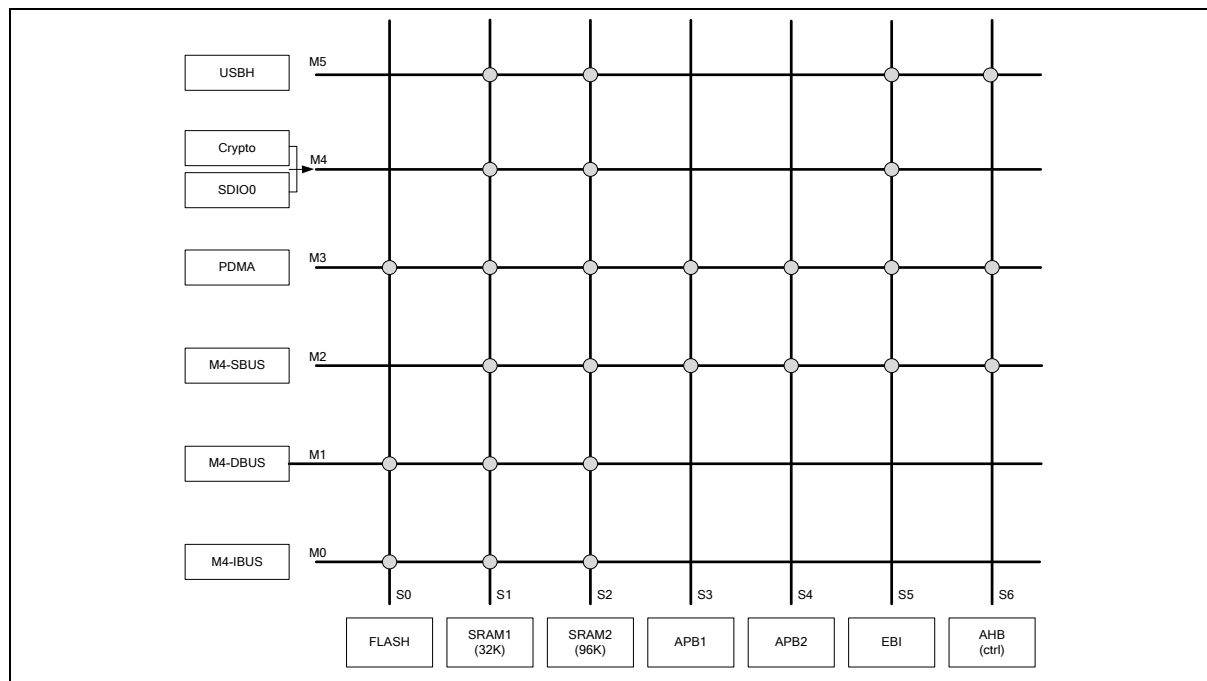 USBH
M5
Crypto
M4
SDIO0
PDMA
M3
M4-SBUS
M2
M4-DBUS
M1
M4-IBUS
M0
S0 S1 S2 S3 S4 S5 S6
FLASH SRAM1 SRAM2 APB1 APB2 EBI AHB
(32K) (96K) (ctrl)